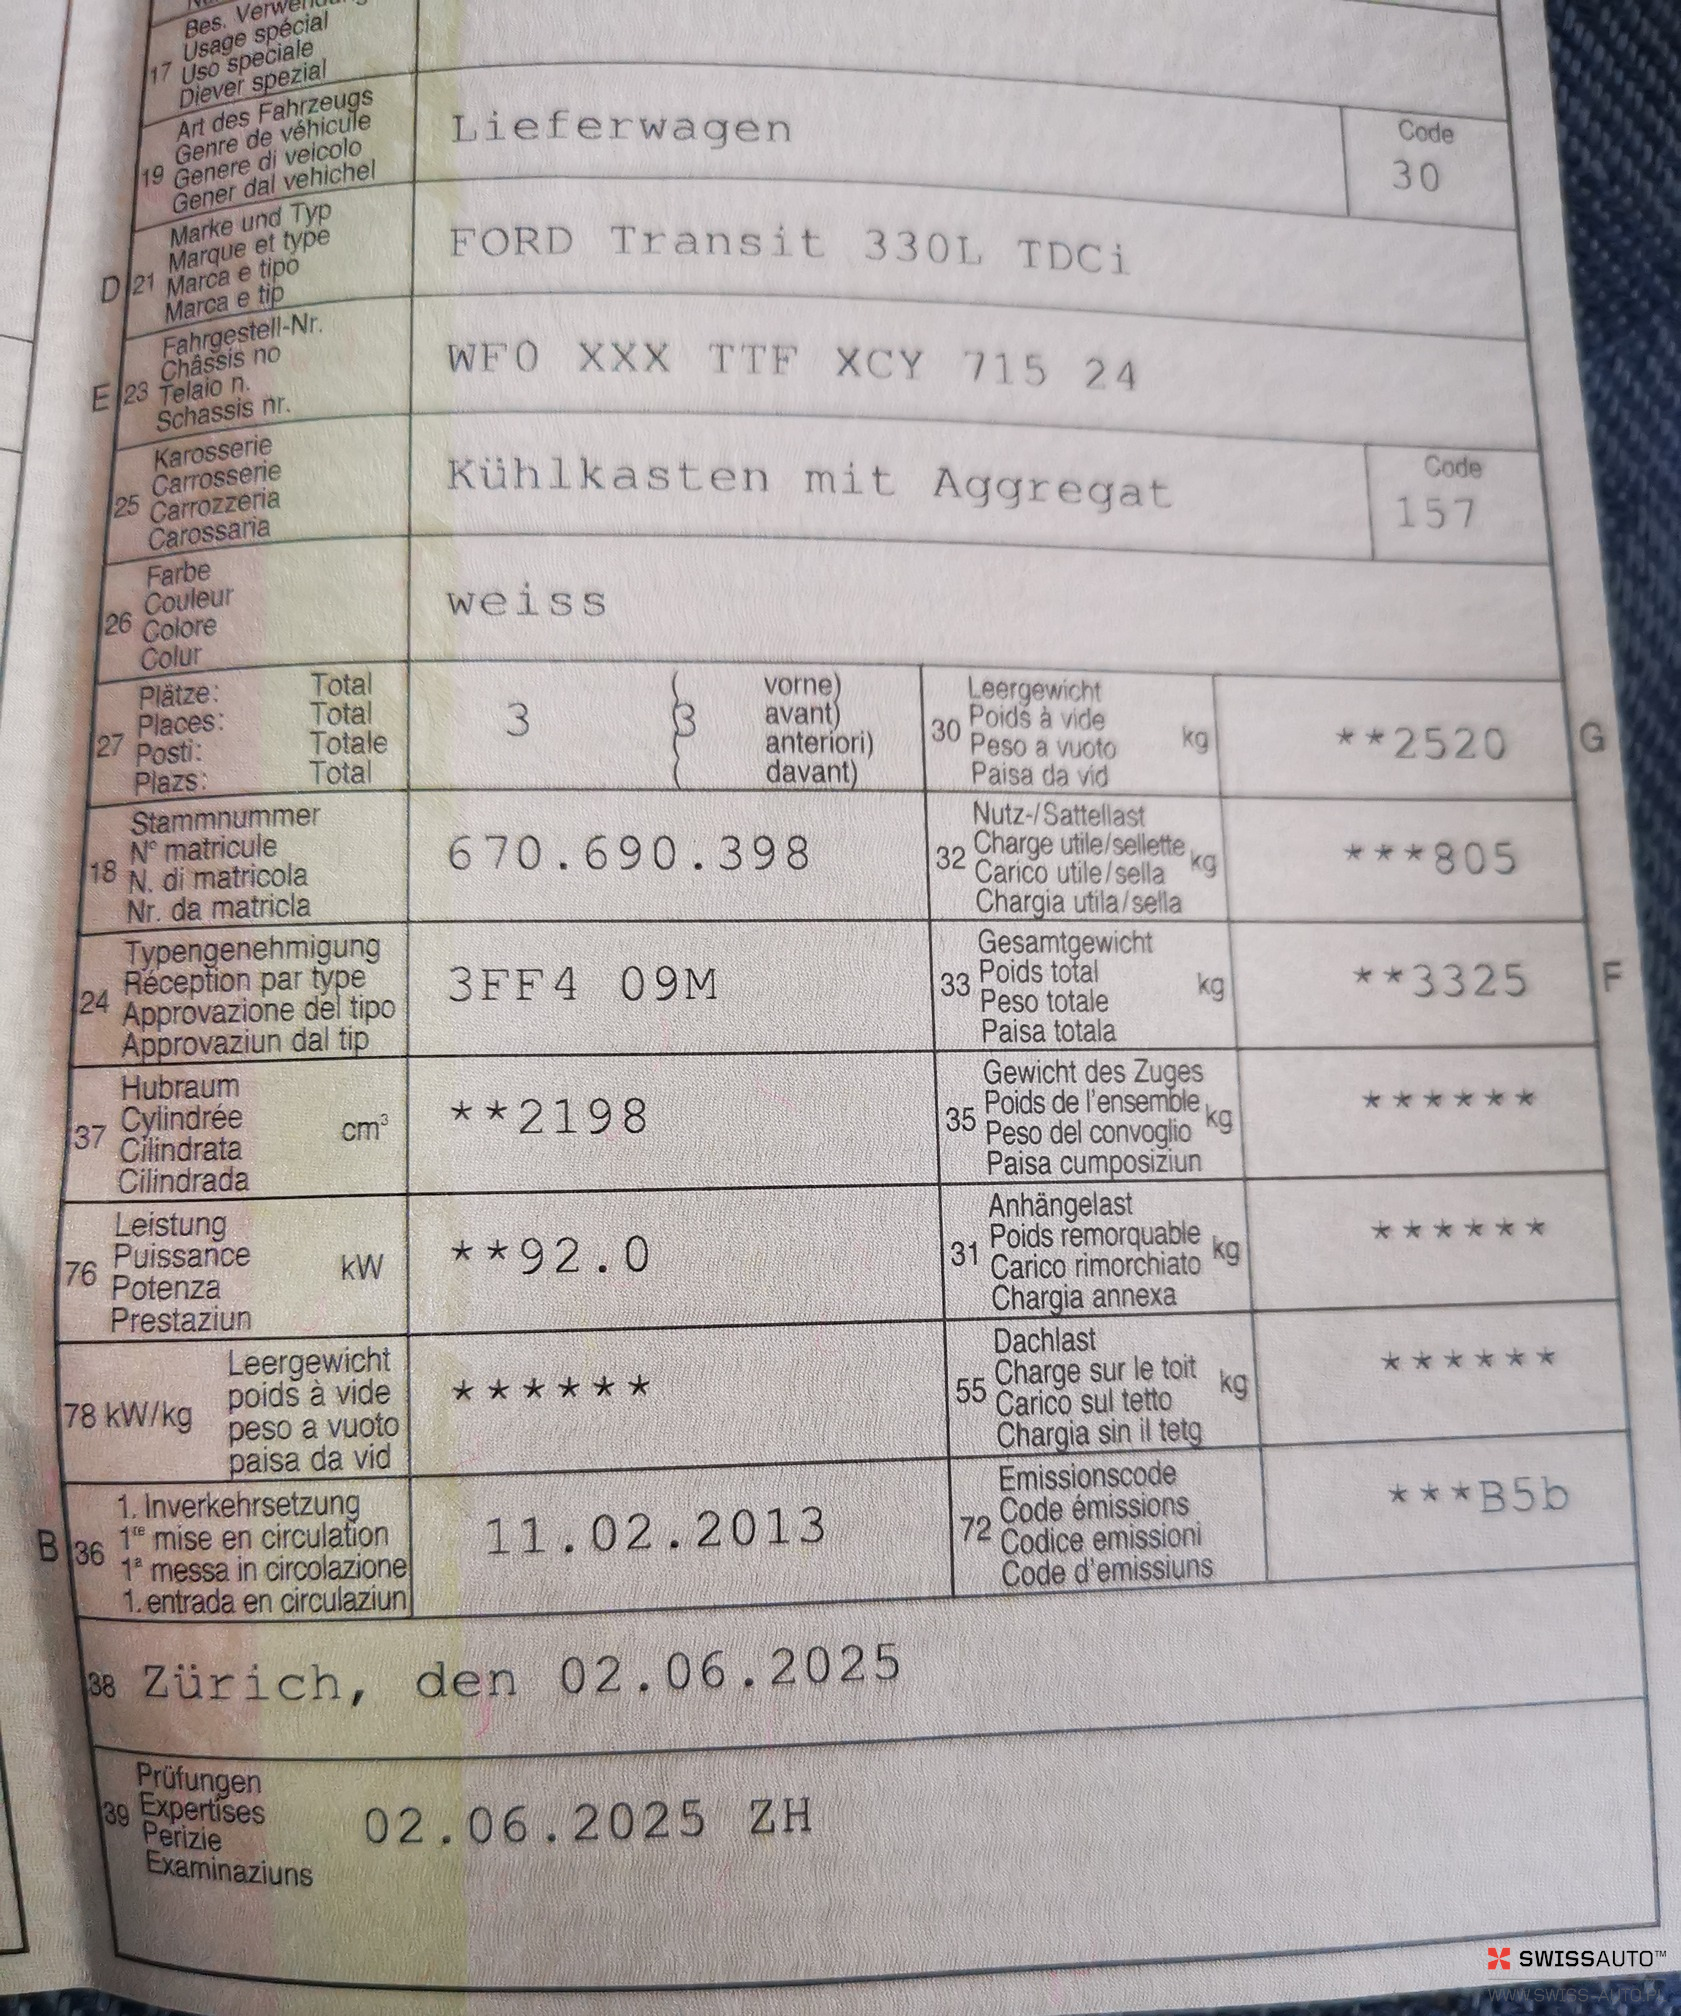 Bes. Verwendung
Usage spécial
17 Uso speciale
Diever spezial
Art des Fahrzeugs
Genre de véhicule
19 Genere di veicolo
Gener dal vehichel
Lieferwagen
Code
30
Marke und Typ
Marque et type
D 21 Marca e tipo
Marca e tip
FORD Transit 330L TDCi
Fahrgestell-Nr.
Châssis no
E 23 Telaio n.
Schassis nr.
WF0 XXX TTF XCY 715 24
Karosserie
Carrosserie
25 Carrozzeria
Carossaria
Kühlkasten mit Aggregat
Code
157
Farbe
Couleur
26 Colore
Colur
weiss
Plätze: Total
Places: Total
27 Posti: Totale
Plazs: Total
3 ( 3 vorne)
avant)
anteriori)
davant)
Leergewicht
30 Poids à vide
Peso a vuoto kg
Paisa da vid
**2520 G
Stammnummer
N° matricule
18 N. di matricola
Nr. da matricla
670.690.398
Nutz-/Sattellast
32 Charge utile/sellette kg
Carico utile/sella
Chargia utila/sella
***805
Typengenehmigung
Réception par type
24 Approvazione del tipo
Approvaziun dal tip
3FF4 09M
Gesamtgewicht
33 Poids total kg
Peso totale
Paisa totala
**3325 F
Hubraum
37 Cylindrée cm³
Cilindrata
Cilindrada
**2198
Gewicht des Zuges
35 Poids de l'ensemble kg
Peso del convoglio
Paisa cumposiziun
******
Leistung
76 Puissance kW
Potenza
Prestaziun
**92.0
Anhängelast
31 Poids remorquable kg
Carico rimorchiato
Chargia annexa
******
Leergewicht
78 kW/kg poids à vide
peso a vuoto
paisa da vid
******
Dachlast
55 Charge sur le toit kg
Carico sul tetto
Chargia sin il tetg
******
1. Inverkehrsetzung
B 36 1re mise en circulation
1a messa in circolazione
1. entrada en circulaziun
11.02.2013
Emissionscode
72 Code émissions
Codice emissioni
Code d'emissiuns
***B5b
38 Zürich, den 02.06.2025
Prüfungen
39 Expertises
Perizie
Examinaziuns
02.06.2025 ZH
SWISSAUTO™
WWW.SWISS-AUTO.PL